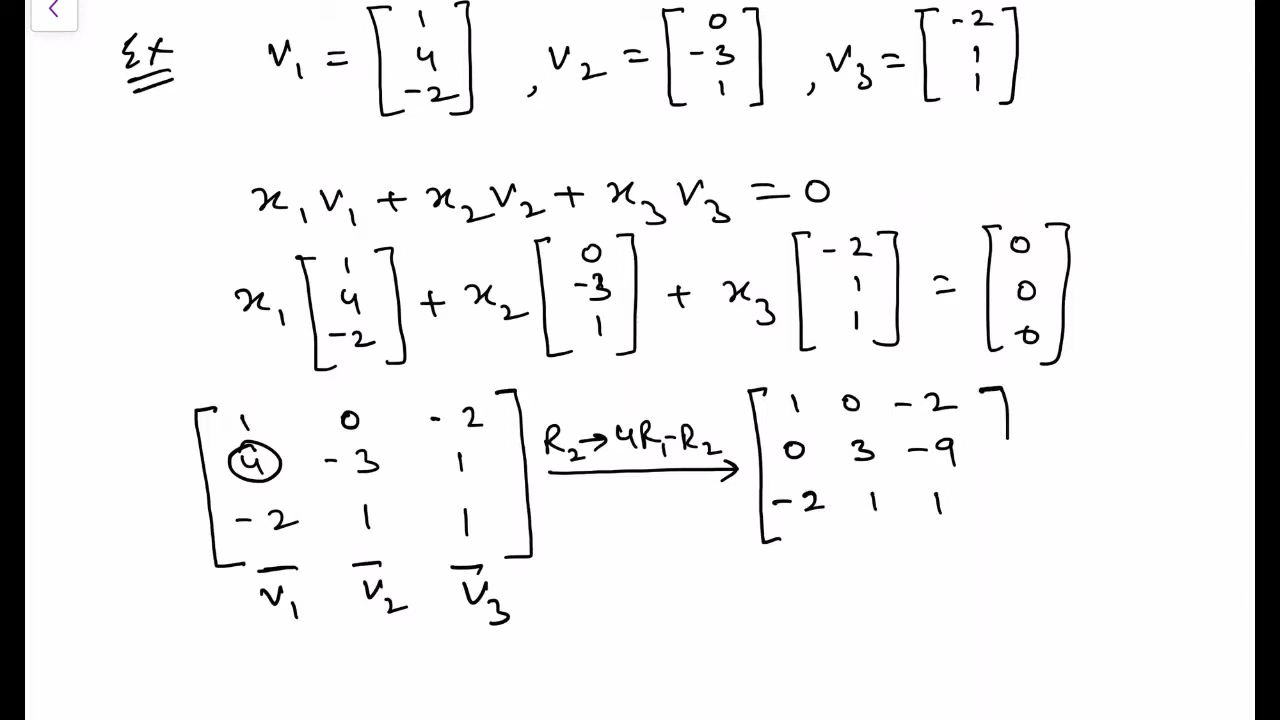 Ex v₁ = [1 4 -2], v₂ = [0 -3 1], v₃ = [-2 1 1]
x₁v₁ + x₂v₂ + x₃v₃ = 0
x₁ [1 4 -2] + x₂ [0 -3 1] + x₃ [-2 1 1] = [0 0 0]
[1 0 -2 R₂→4R₁-R₂ [1 0 -2]
4 -3 1 0 3 -9
-2 1 1] -2 1 1
v₁ v₂ v₃